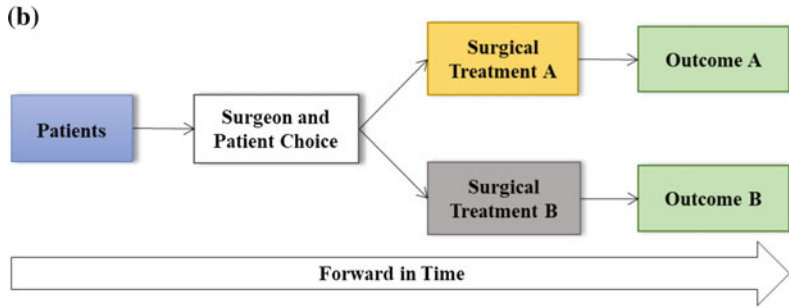 (b)
Patients
Surgeon and
Patient Choice
Surgical
Treatment A
Outcome A
Surgical
Treatment B
Outcome B
Forward in Time